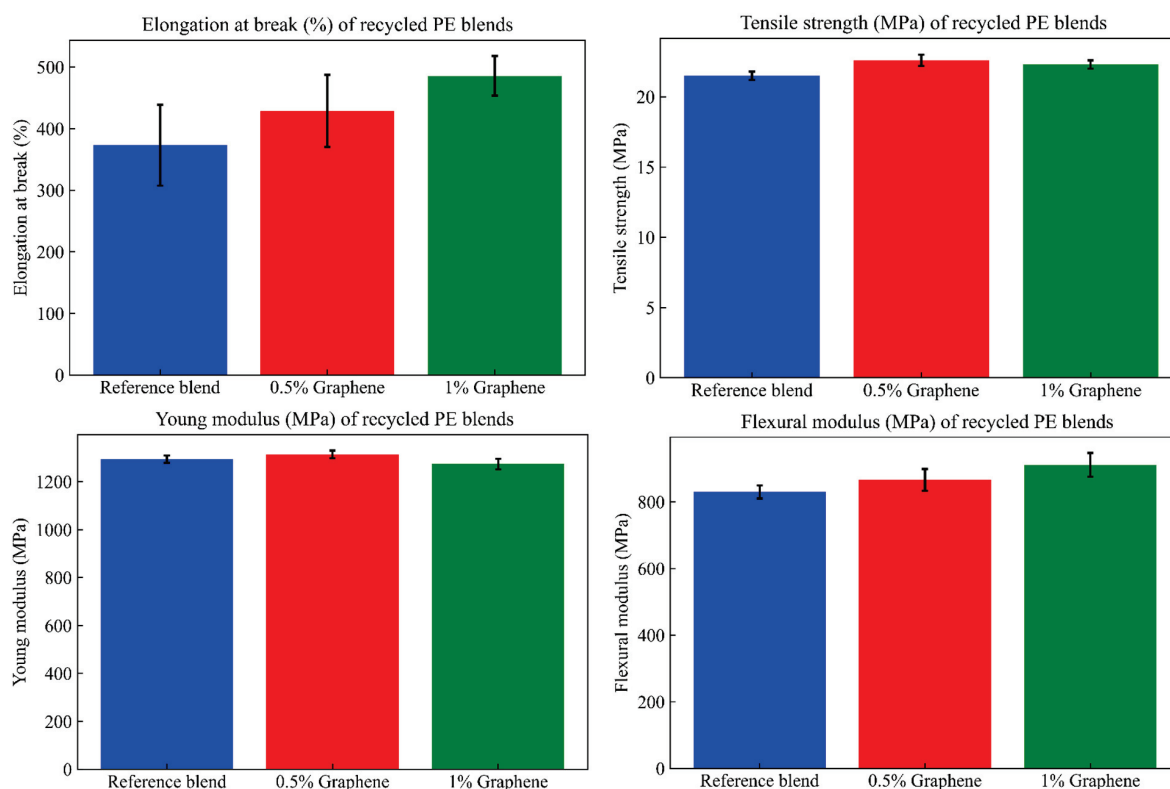 Elongation at break (%) of recycled PE blends
Elongation at break (%)
500
400
300
200
100
0
Reference blend 0.5% Graphene 1% Graphene
Tensile strength (MPa) of recycled PE blends
Tensile strength (MPa)
20
15
10
5
0
Reference blend 0.5% Graphene 1% Graphene
Young modulus (MPa) of recycled PE blends
Young modulus (MPa)
1200
1000
800
600
400
200
0
Reference blend 0.5% Graphene 1% Graphene
Flexural modulus (MPa) of recycled PE blends
Flexural modulus (MPa)
800
600
400
200
0
Reference blend 0.5% Graphene 1% Graphene